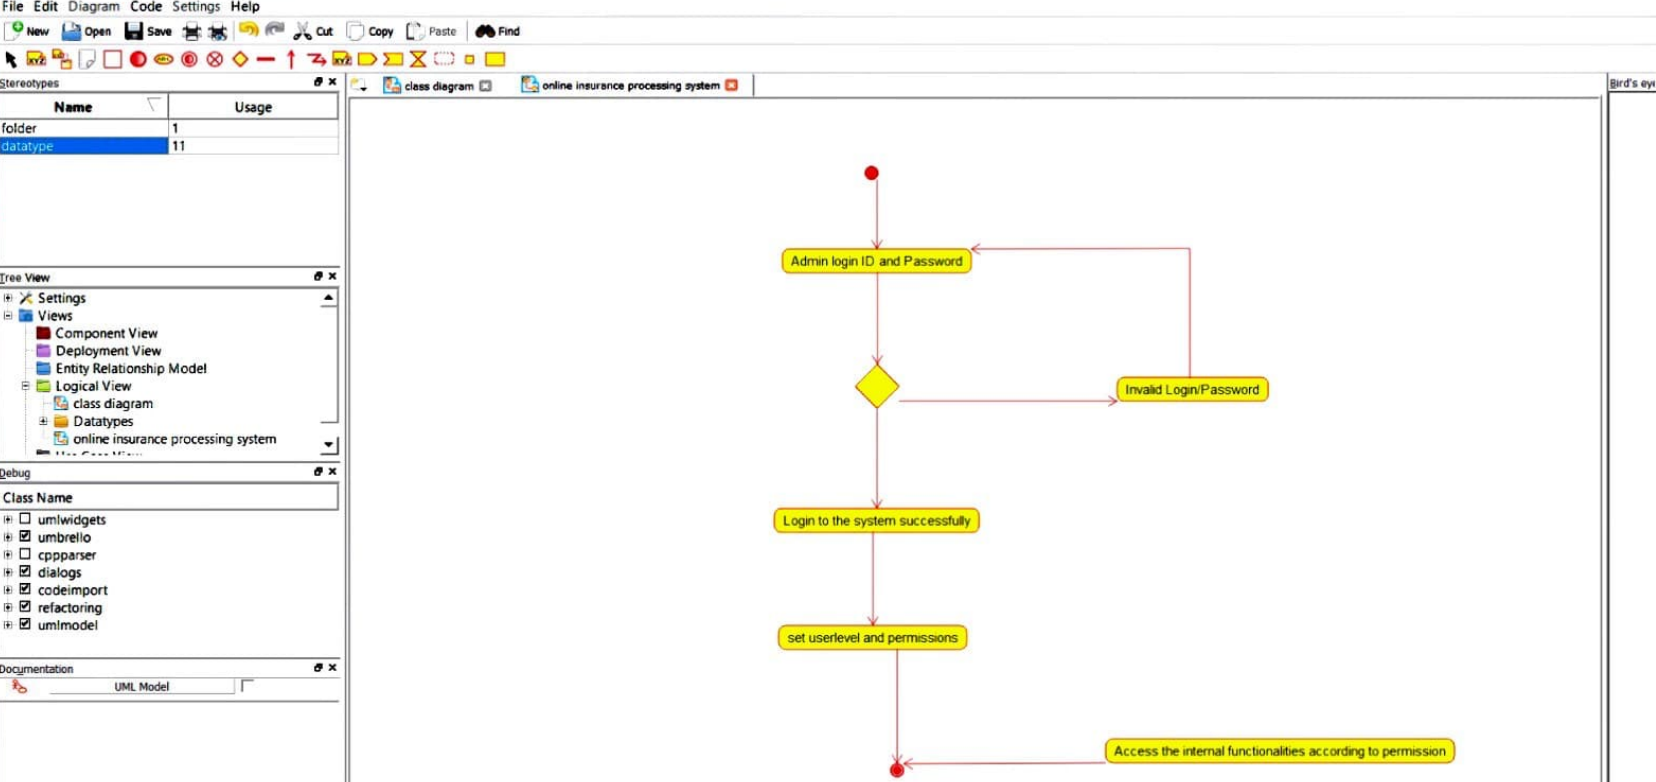 File Edit Diagram Code Settings Help
New Open Save Cut Copy Paste Find
Stereotypes
Name Usage
folder 1
datatype 11
Tree View
Settings
Views
Component View
Deployment View
Entity Relationship Model
Logical View
class diagram
Datatypes
online insurance processing system
Debug
Class Name
umlwidgets
umbrello
cppparser
dialogs
codeimport
refactoring
umlmodel
Documentation
UML Model
class diagram online insurance processing system
Admin login ID and Password
Invalid Login/Password
Login to the system successfully
set userlevel and permissions
Access the internal functionalities according to permission
Bird's